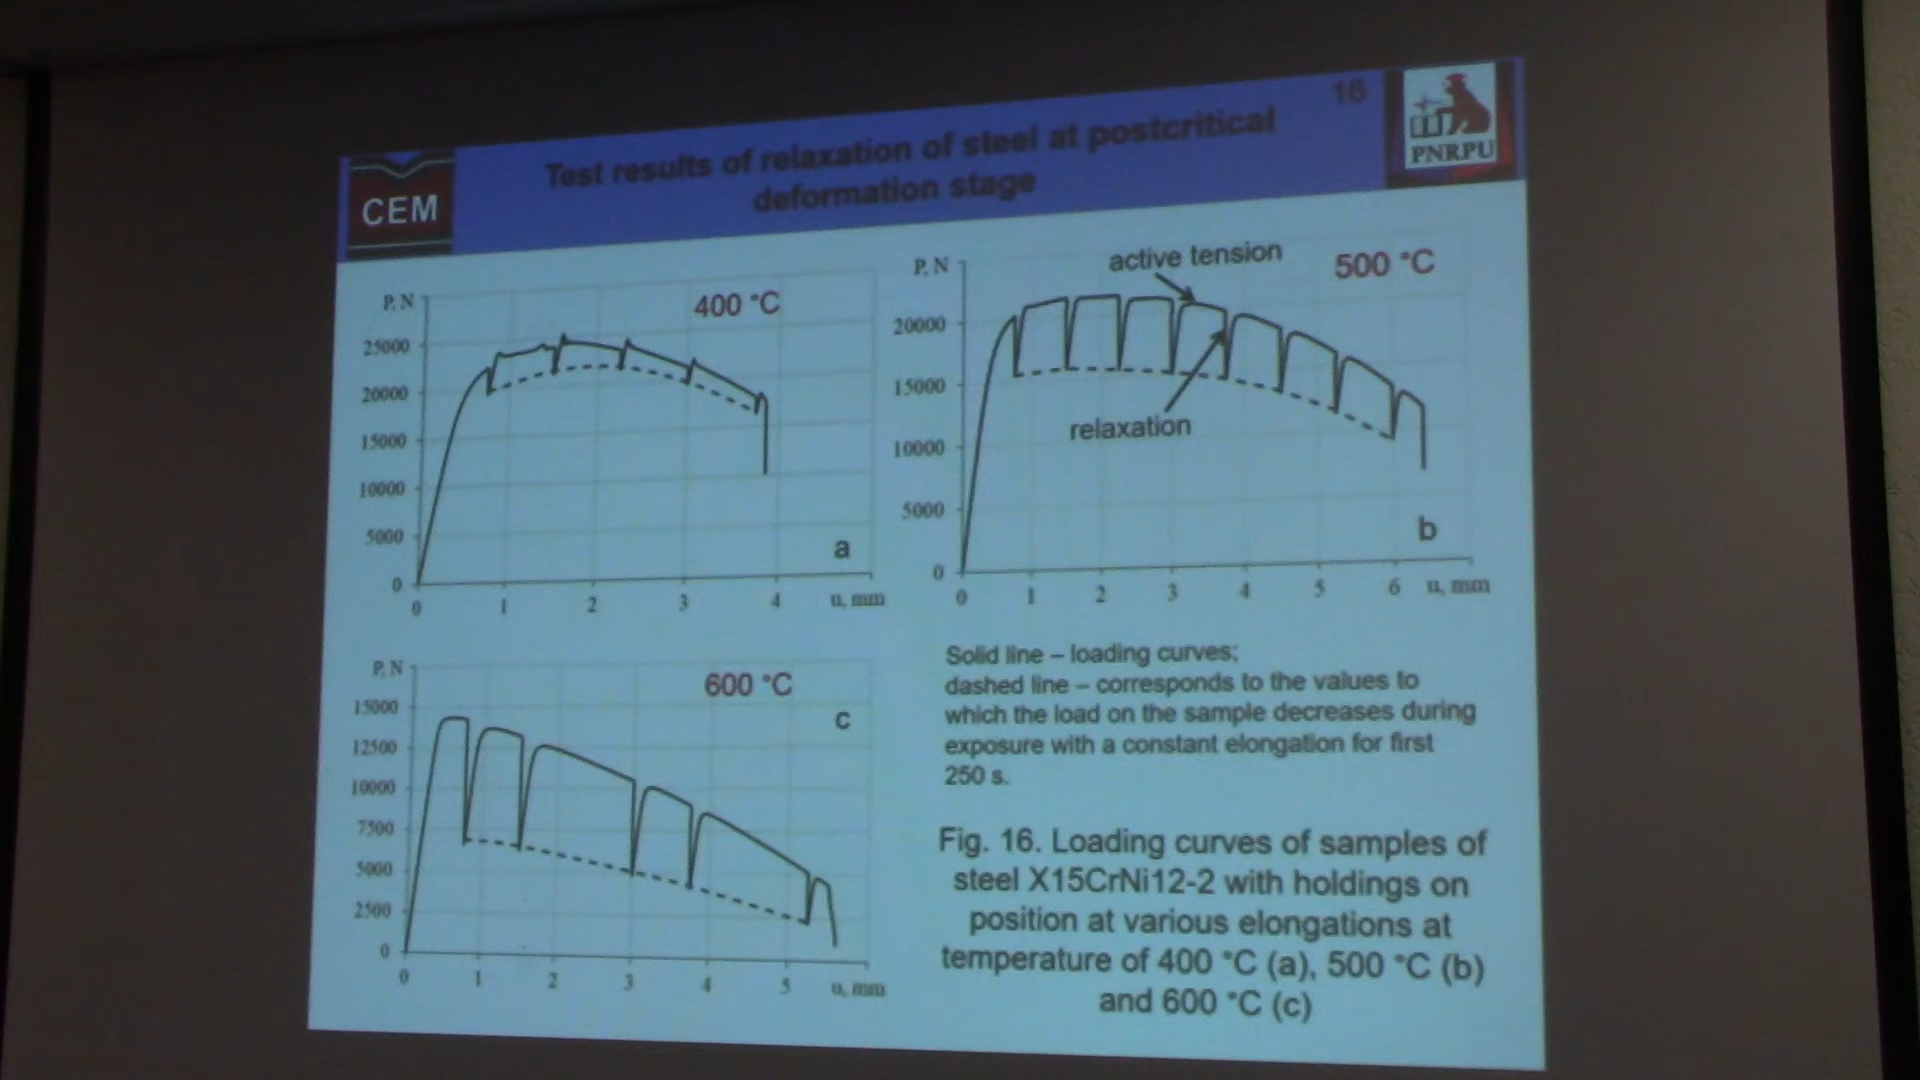 16
Test results of relaxation of steel at postcritical
deformation stage
CEM
PNRPU
P, N
400 °C
25000
20000
15000
10000
5000
0
a
0 1 2 3 4 u, mm
P, N
active tension
500 °C
20000
15000
relaxation
10000
5000
b
0
0 1 2 3 4 5 6 u, mm
P, N
600 °C
15000
c
12500
10000
7500
5000
2500
0
0 1 2 3 4 5 u, mm
Solid line – loading curves;
dashed line – corresponds to the values to
which the load on the sample decreases during
exposure with a constant elongation for first
250 s.
Fig. 16. Loading curves of samples of
steel X15CrNi12-2 with holdings on
position at various elongations at
temperature of 400 °C (a), 500 °C (b)
and 600 °C (c)